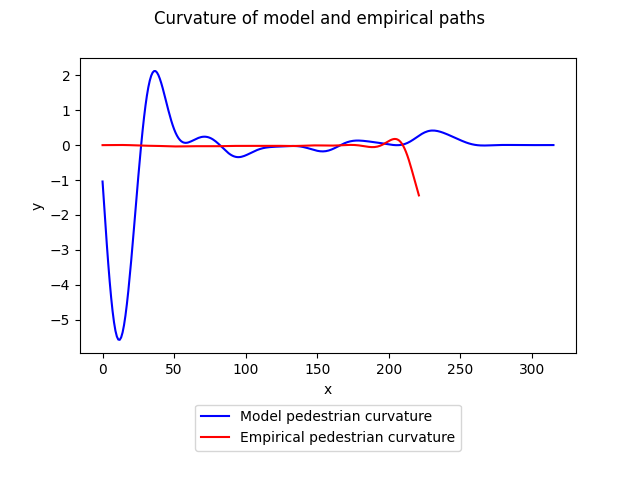 Curvature of model and empirical paths
2
1
0
−1
−2
−3
−4
−5
y
0 50 100 150 200 250 300
x
Model pedestrian curvature
Empirical pedestrian curvature